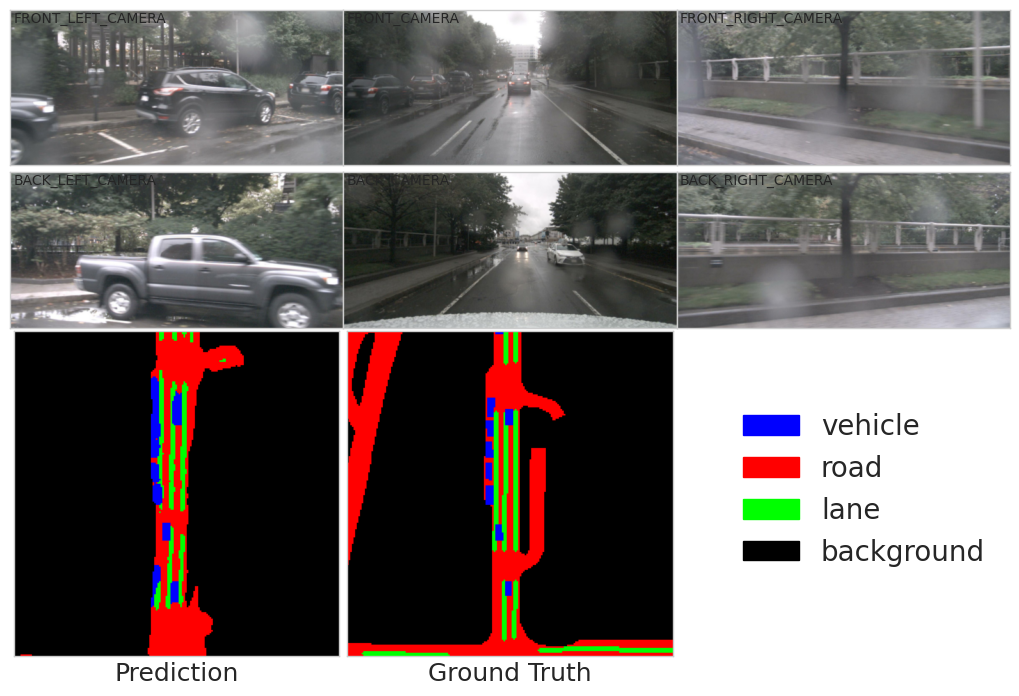 FRONT_LEFT_CAMERA
FRONT_CAMERA
FRONT_RIGHT_CAMERA
BACK_LEFT_CAMERA
BACK_CAMERA
BACK_RIGHT_CAMERA
vehicle
road
lane
background
Prediction
Ground Truth